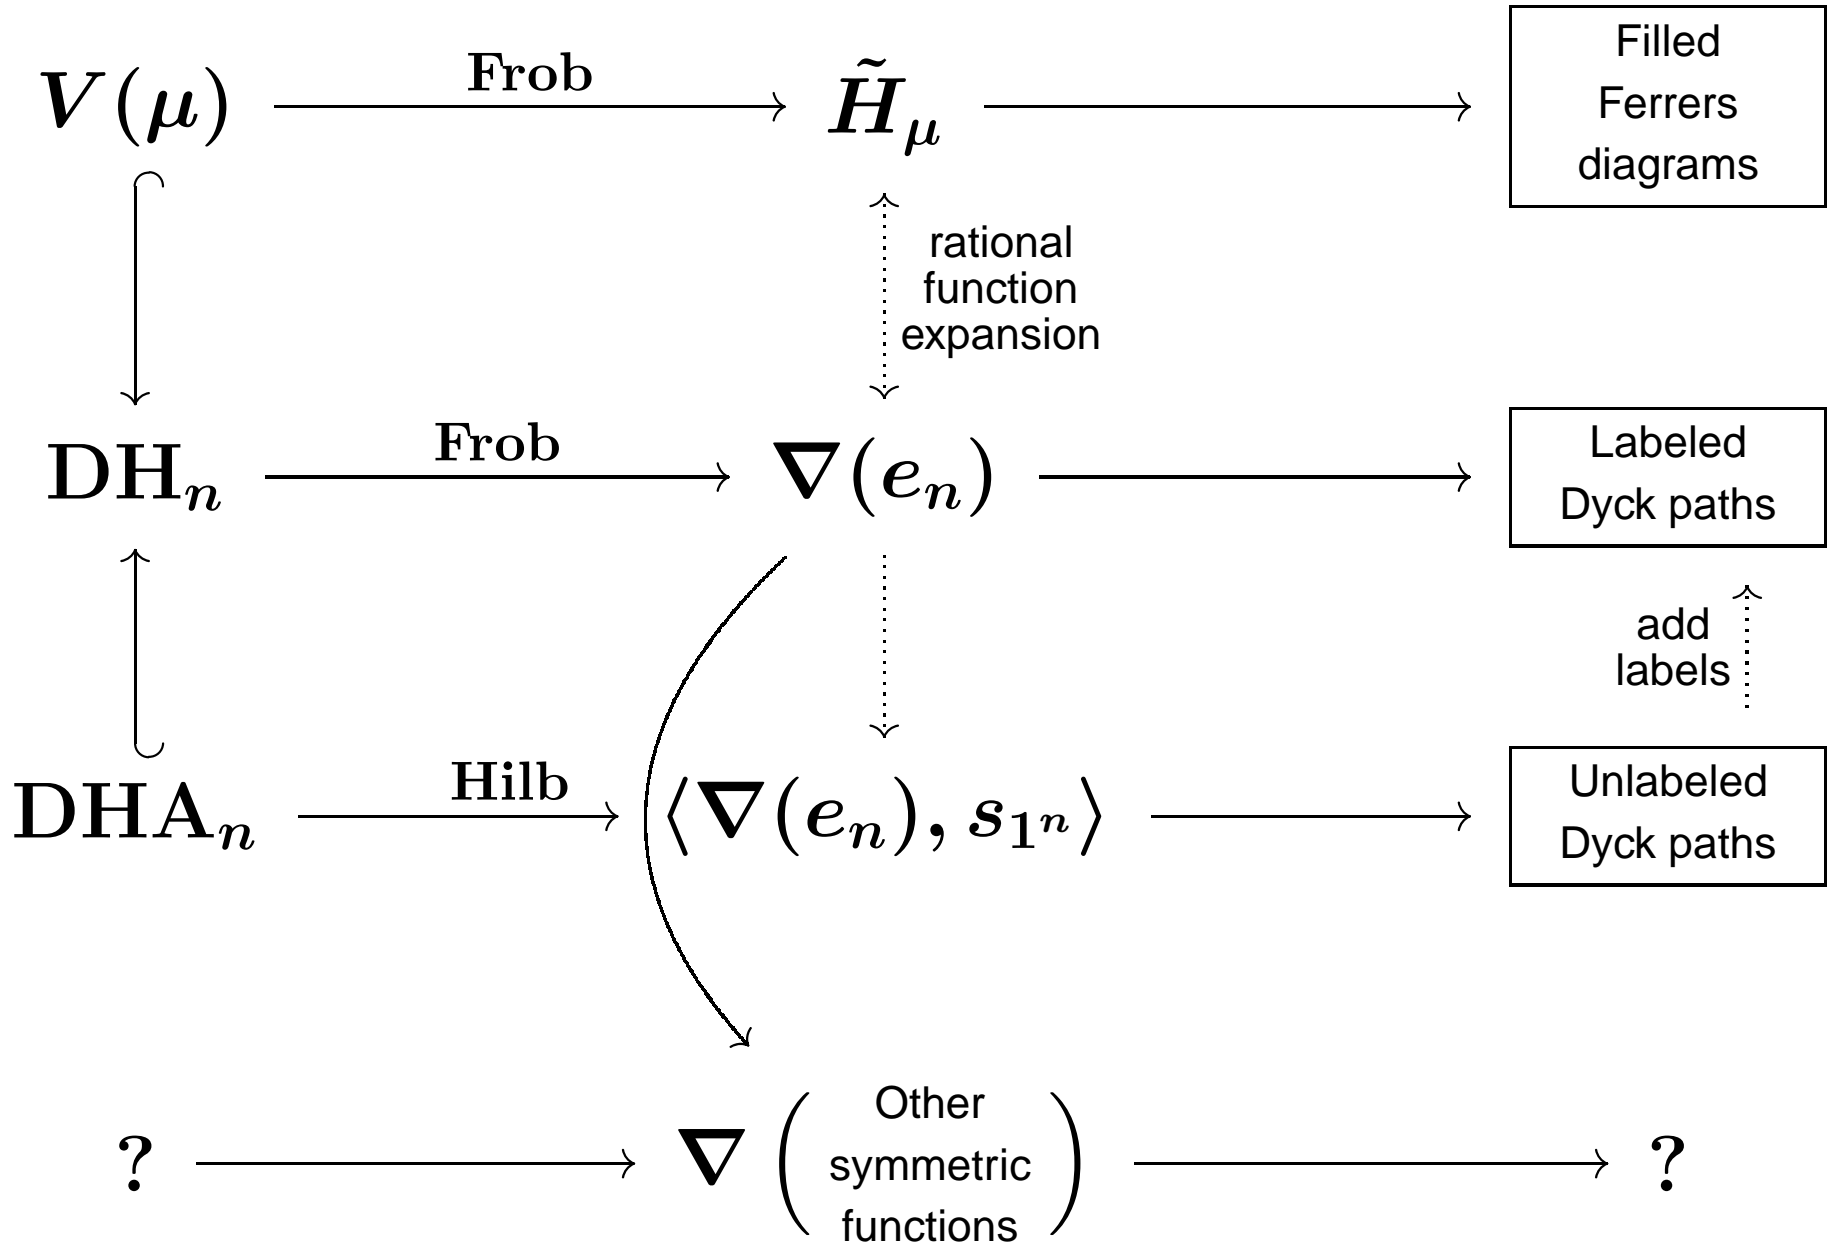 V(μ)
Frob
H̃_μ
Filled
Ferrers
diagrams
rational
function
expansion
DH_n
Frob
∇(e_n)
Labeled
Dyck paths
add
labels
DHA_n
Hilb
⟨∇(e_n), s_{1^n}⟩
Unlabeled
Dyck paths
?
∇ (
Other
symmetric
functions
)
?